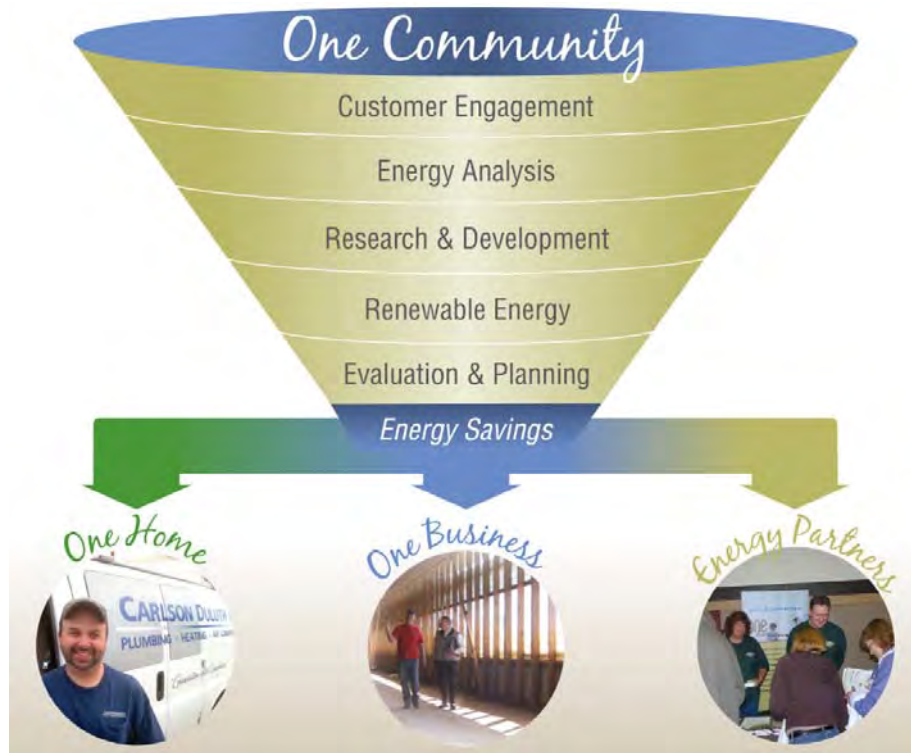 One Community
Customer Engagement
Energy Analysis
Research & Development
Renewable Energy
Evaluation & Planning
Energy Savings
One Home
One Business
Energy Partners
CARLSON DULUTH
PLUMBING · HEATING